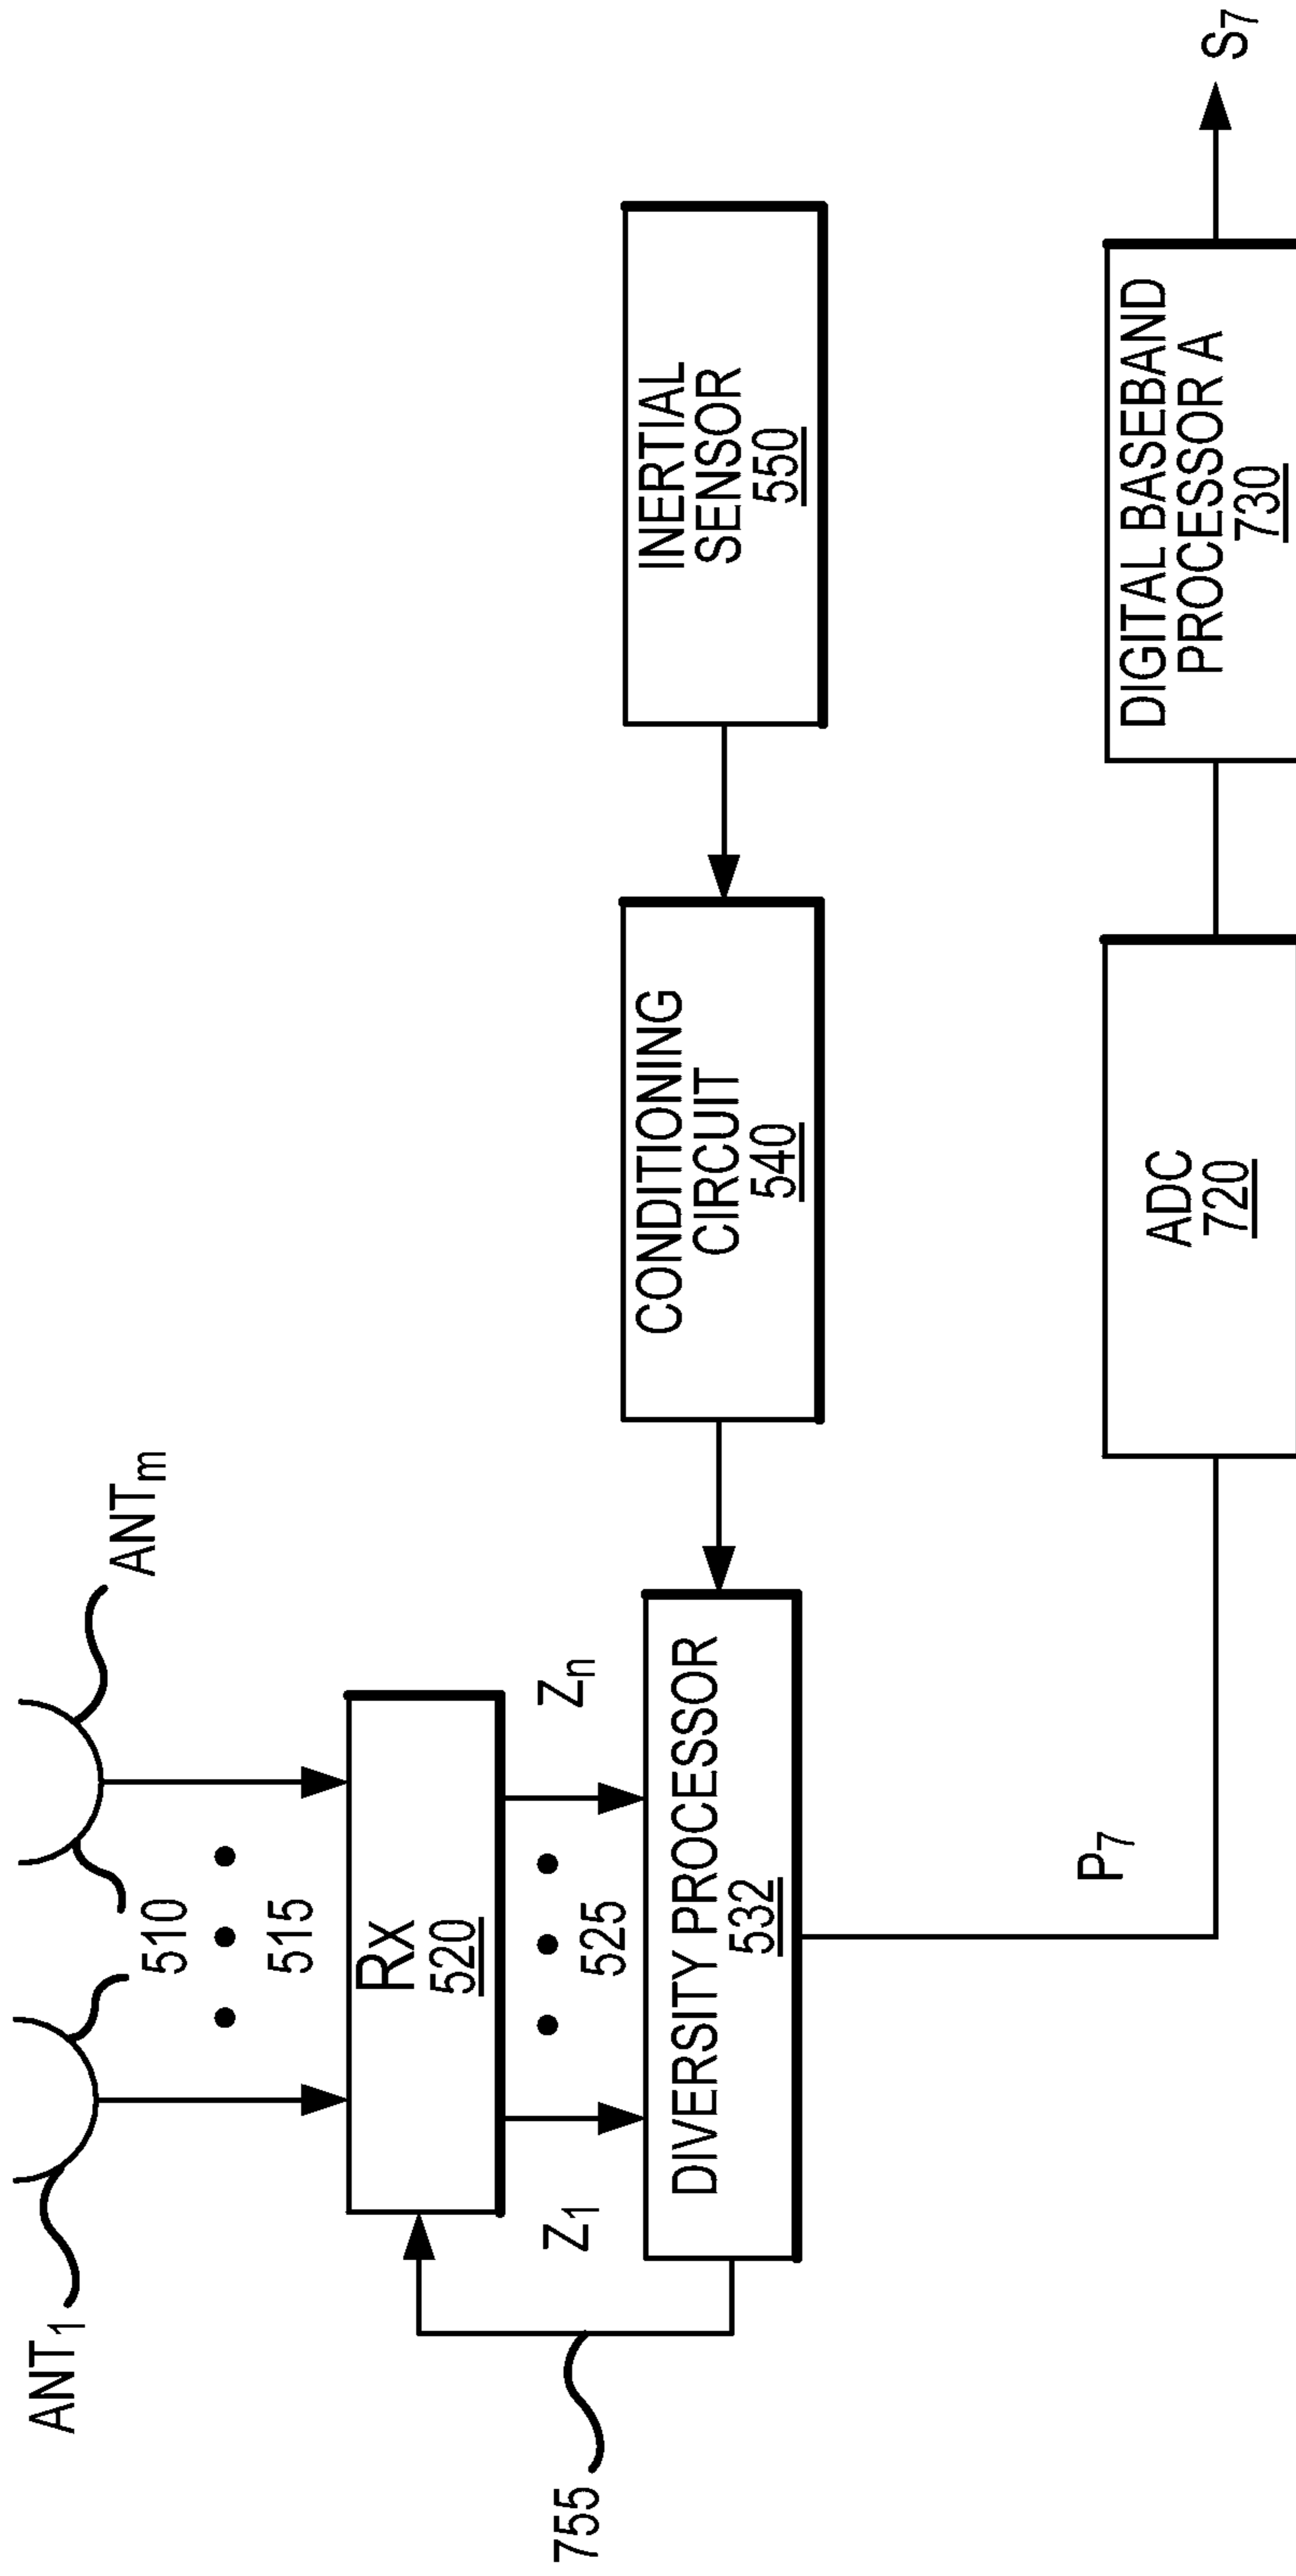 ANT1
ANTm
510
515
Rx
520
Z1
Zn
525
755
DIVERSITY PROCESSOR
532
CONDITIONING
CIRCUIT
540
INERTIAL
SENSOR
550
P7
ADC
720
DIGITAL BASEBAND
PROCESSOR A
730
S7